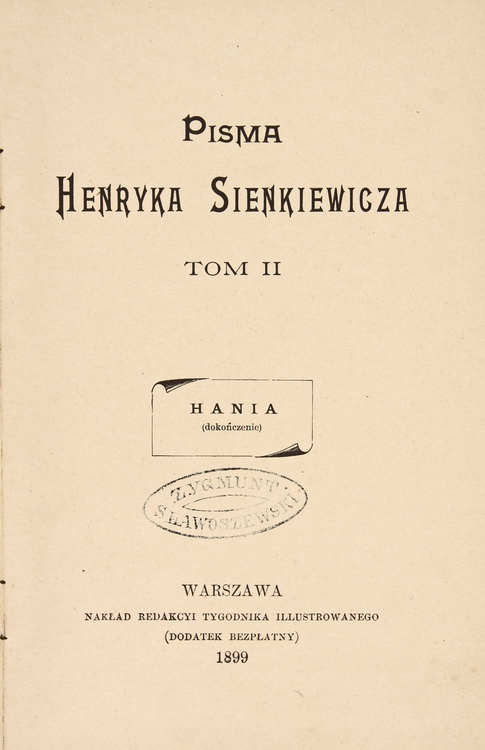 PISMA
HENRYKA SIENKIEWICZA
TOM II
HANIA
(dokończenie)
ZYGMUNT
SŁAWOSZEWSKI
WARSZAWA
NAKŁAD REDAKCYI TYGODNIKA ILLUSTROWANEGO
(DODATEK BEZPŁATNY)
1899